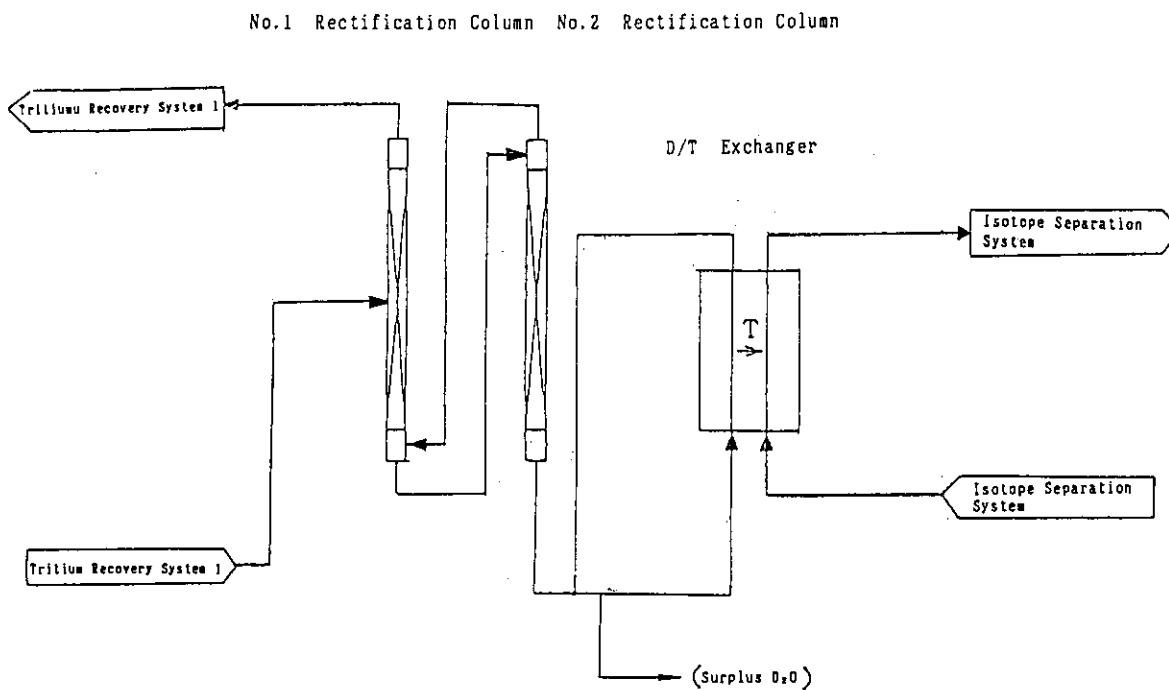 No.1 Rectification Column No.2 Rectification Column
Tritiumu Recovery System 1
D/T Exchanger
Isotope Separation
System
T
Isotope Separation
System
Tritium Recovery System 1
(Surplus D₂O)